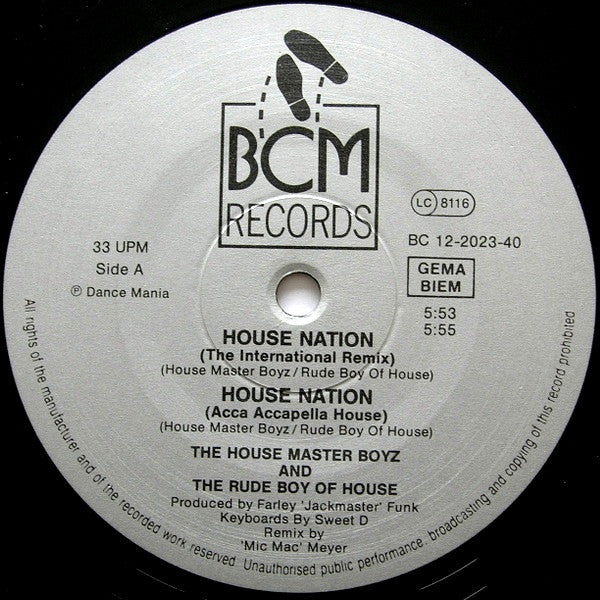 BCM
RECORDS
LC 8116
33 UPM
Side A
℗ Dance Mania
BC 12-2023-40
GEMA
BIEM
5:53
5:55
HOUSE NATION
(The International Remix)
(House Master Boyz/Rude Boy Of House)
HOUSE NATION
(Acca Accapella House)
(House Master Boyz/Rude Boy Of House)
THE HOUSE MASTER BOYZ
AND
THE RUDE BOY OF HOUSE
Produced by Farley 'Jackmaster' Funk
Keyboards By Sweet D
Remix by
'Mic Mac' Meyer
All rights of the manufacturer and of the recorded work reserved. Unauthorised public performance, broadcasting and copying of this record prohibited